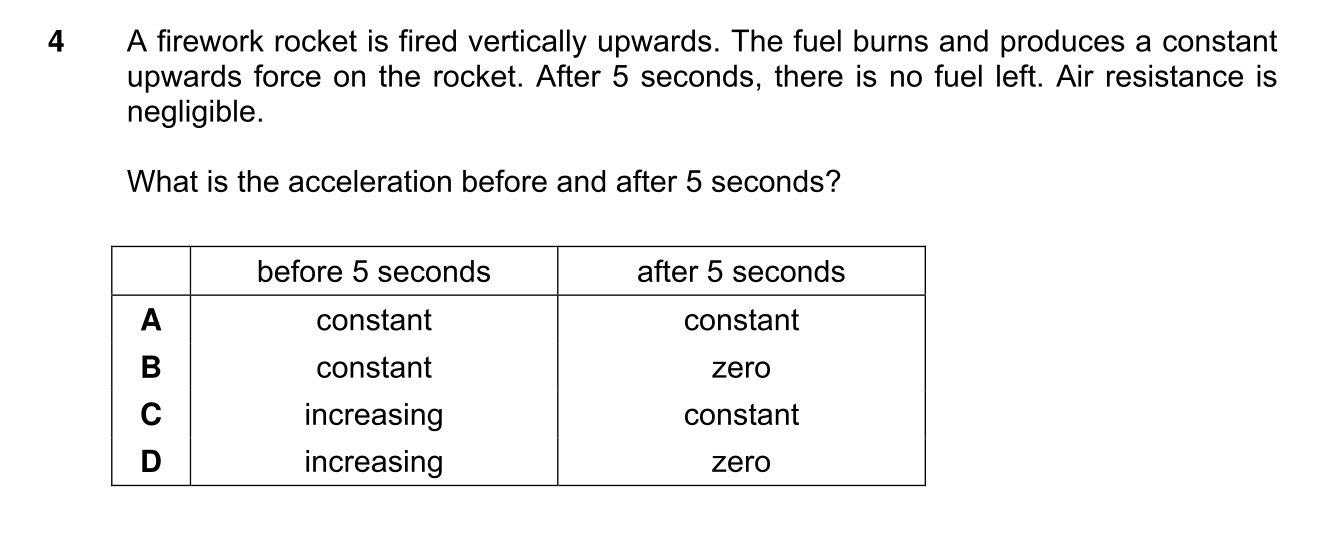 4 A firework rocket is fired vertically upwards. The fuel burns and produces a constant
upwards force on the rocket. After 5 seconds, there is no fuel left. Air resistance is
negligible.
What is the acceleration before and after 5 seconds?
before 5 seconds after 5 seconds
A constant constant
B constant zero
C increasing constant
D increasing zero